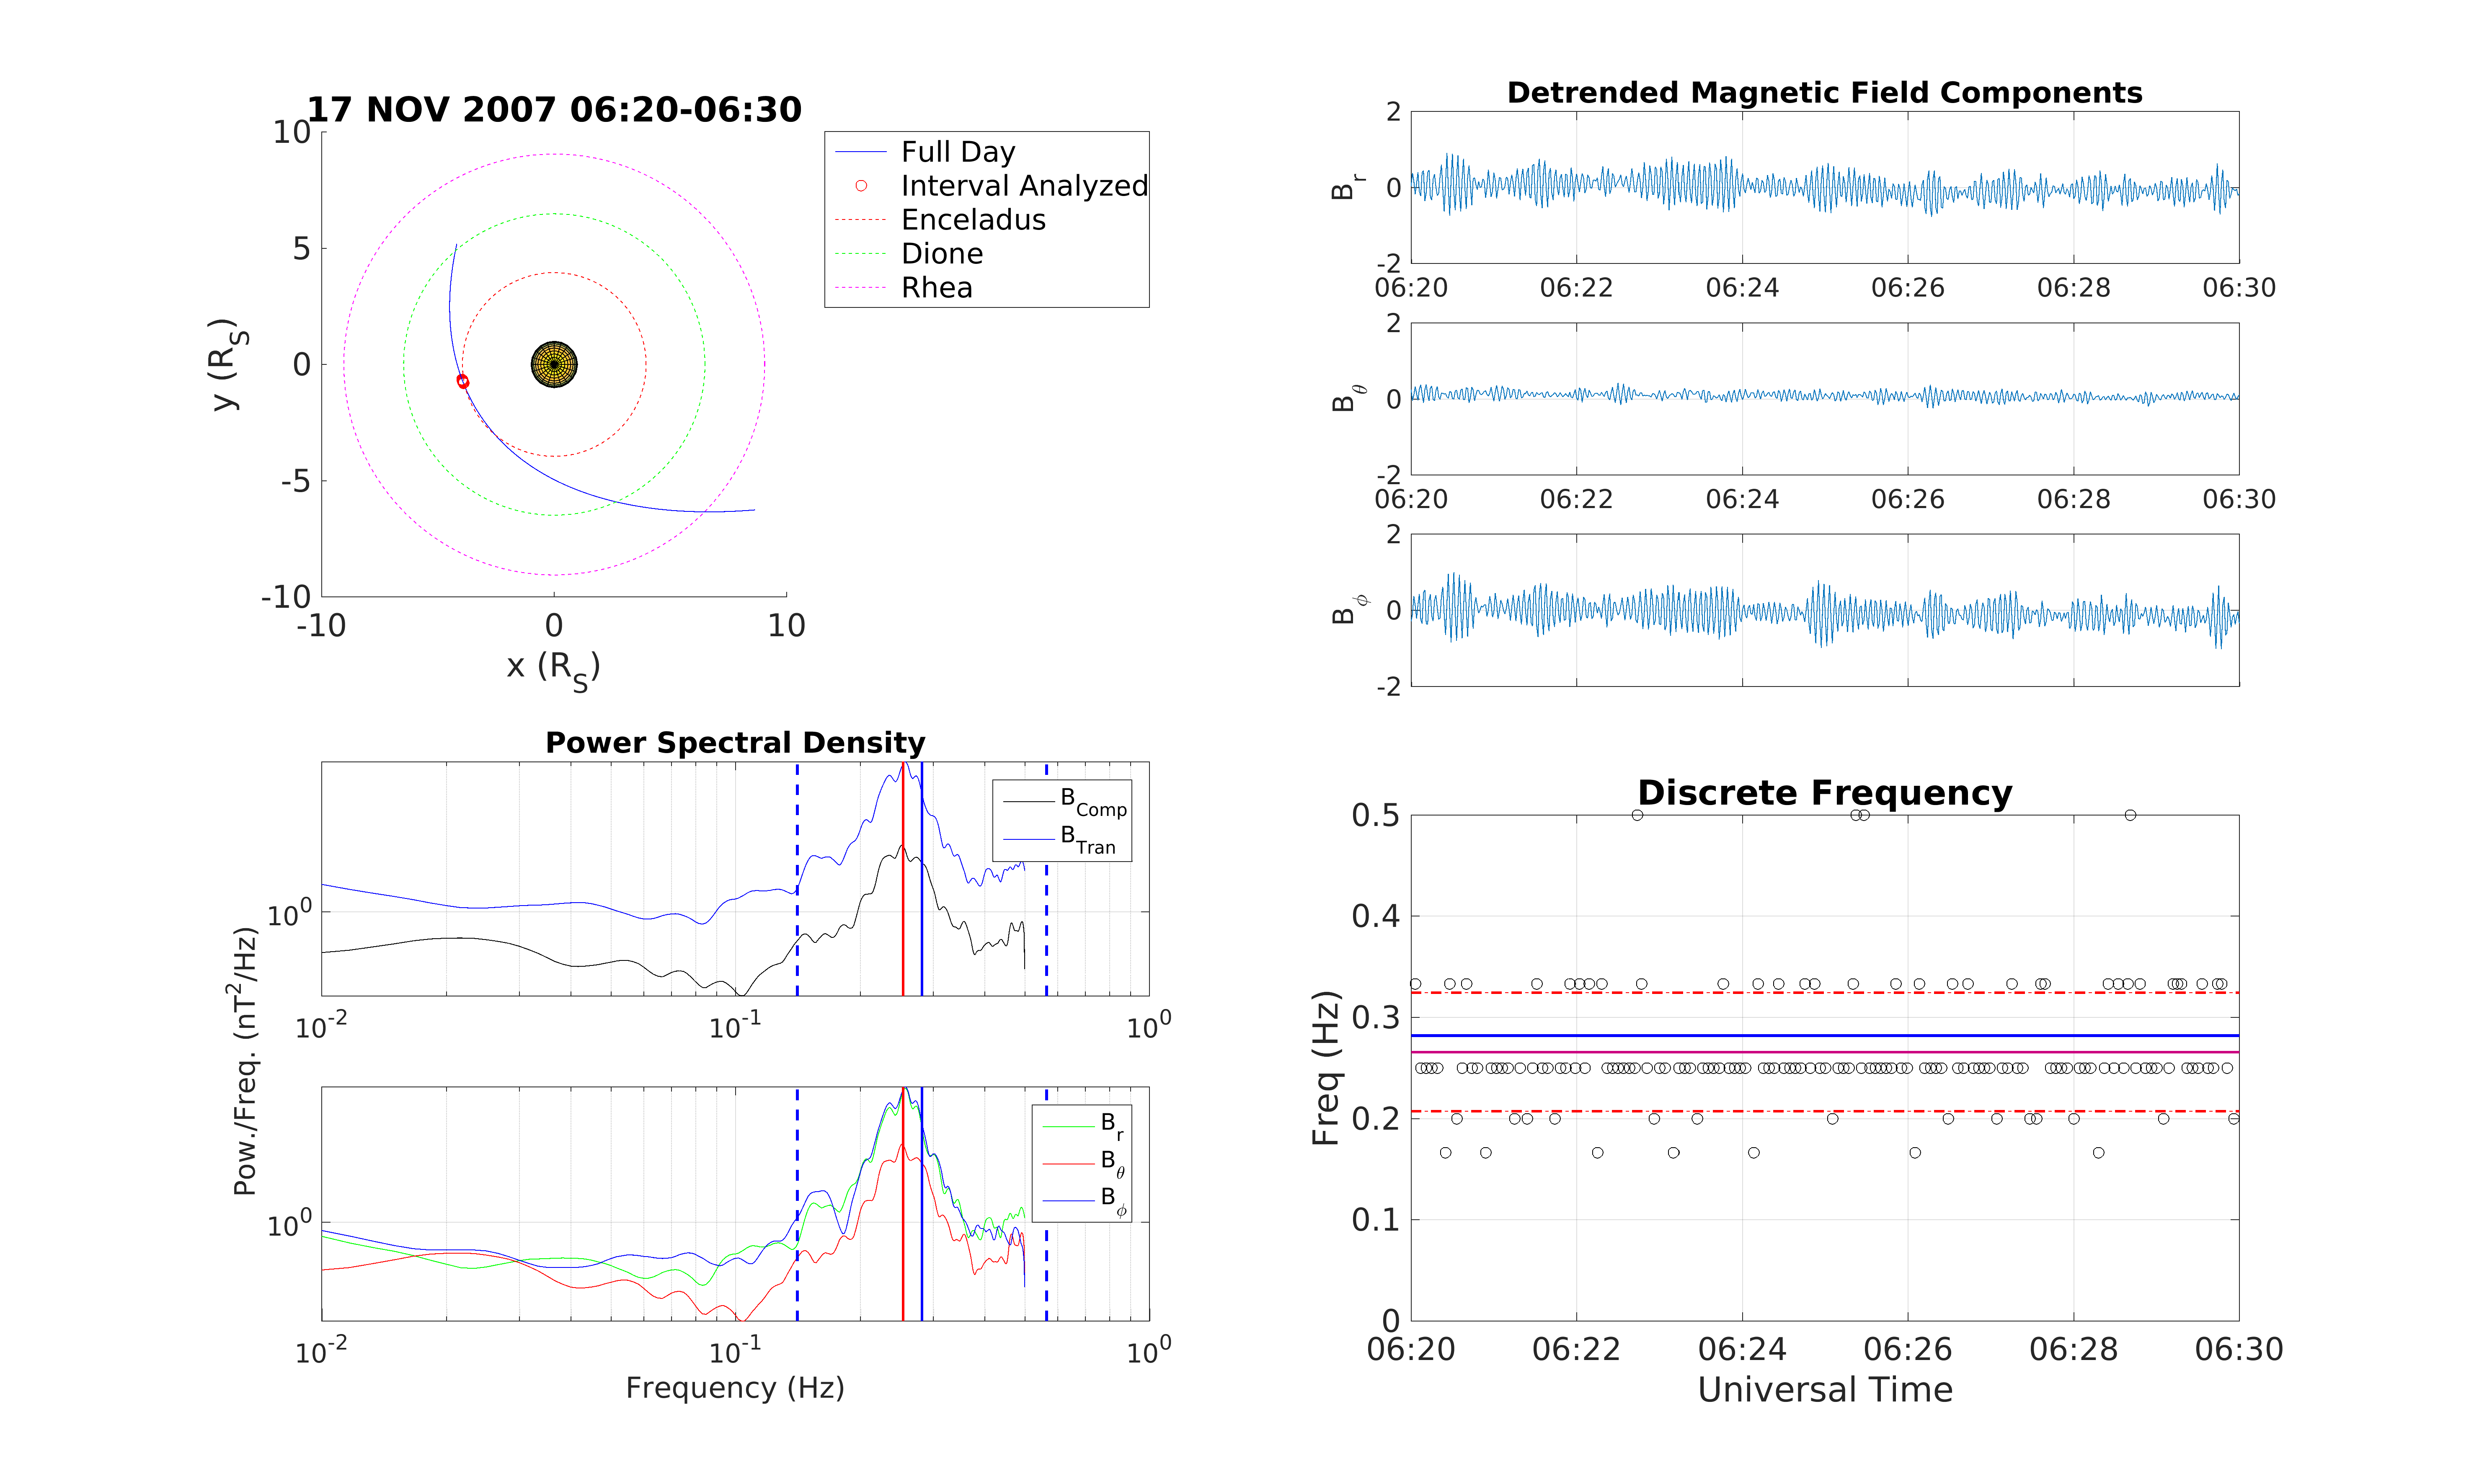 17 NOV 2007 06:20-06:30
10
5
0
-5
-10
-10 0 10
y (R_S)
x (R_S)
Full Day
Interval Analyzed
Enceladus
Dione
Rhea
Detrended Magnetic Field Components
2
0
-2
B_r
06:20 06:22 06:24 06:26 06:28 06:30
2
0
-2
B_θ
06:20 06:22 06:24 06:26 06:28 06:30
2
0
-2
B_ϕ
Power Spectral Density
10^0
10^-2 10^-1 10^0
B_Comp
B_Tran
Pow./Freq. (nT^2/Hz)
10^0
10^-2 10^-1 10^0
B_r
B_θ
B_ϕ
Frequency (Hz)
Discrete Frequency
0.5
0.4
0.3
0.2
0.1
0
Freq (Hz)
06:20 06:22 06:24 06:26 06:28 06:30
Universal Time